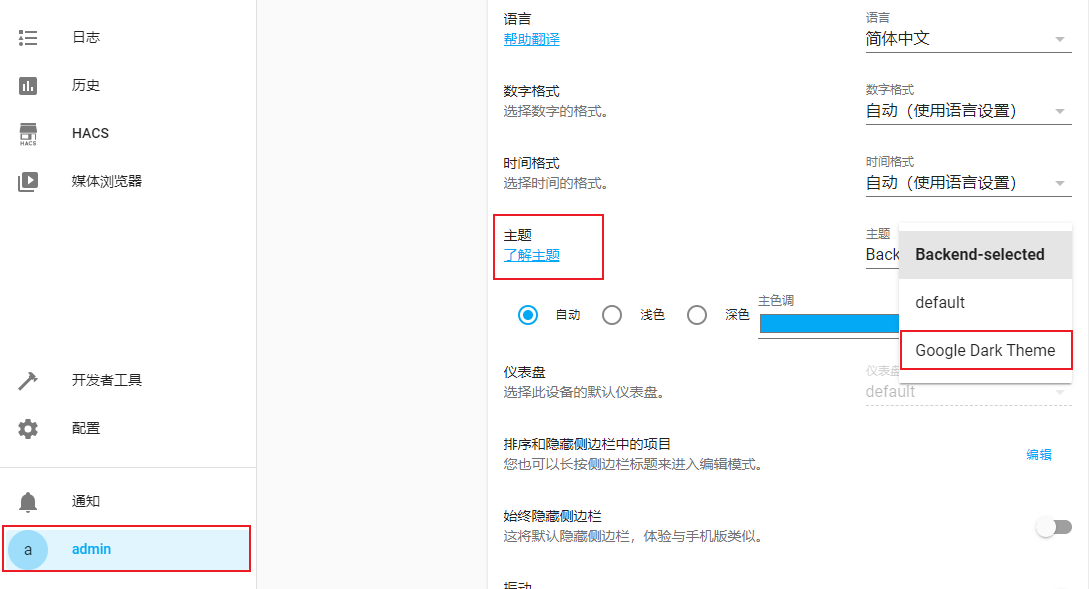 日志
历史
HACS
HACS
媒体浏览器
开发者工具
配置
通知
a
admin
语言
帮助翻译
语言
简体中文
数字格式
选择数字的格式。
数字格式
自动（使用语言设置）
时间格式
选择时间的格式。
时间格式
自动（使用语言设置）
主题
了解主题
主题
Back
Backend-selected
default
Google Dark Theme
自动
浅色
深色
主色调
仪表盘
选择此设备的默认仪表盘。
仪表盘
default
排序和隐藏侧边栏中的项目
您也可以长按侧边栏标题来进入编辑模式。
编辑
始终隐藏侧边栏
这将默认隐藏侧边栏，体验与手机版类似。
振动